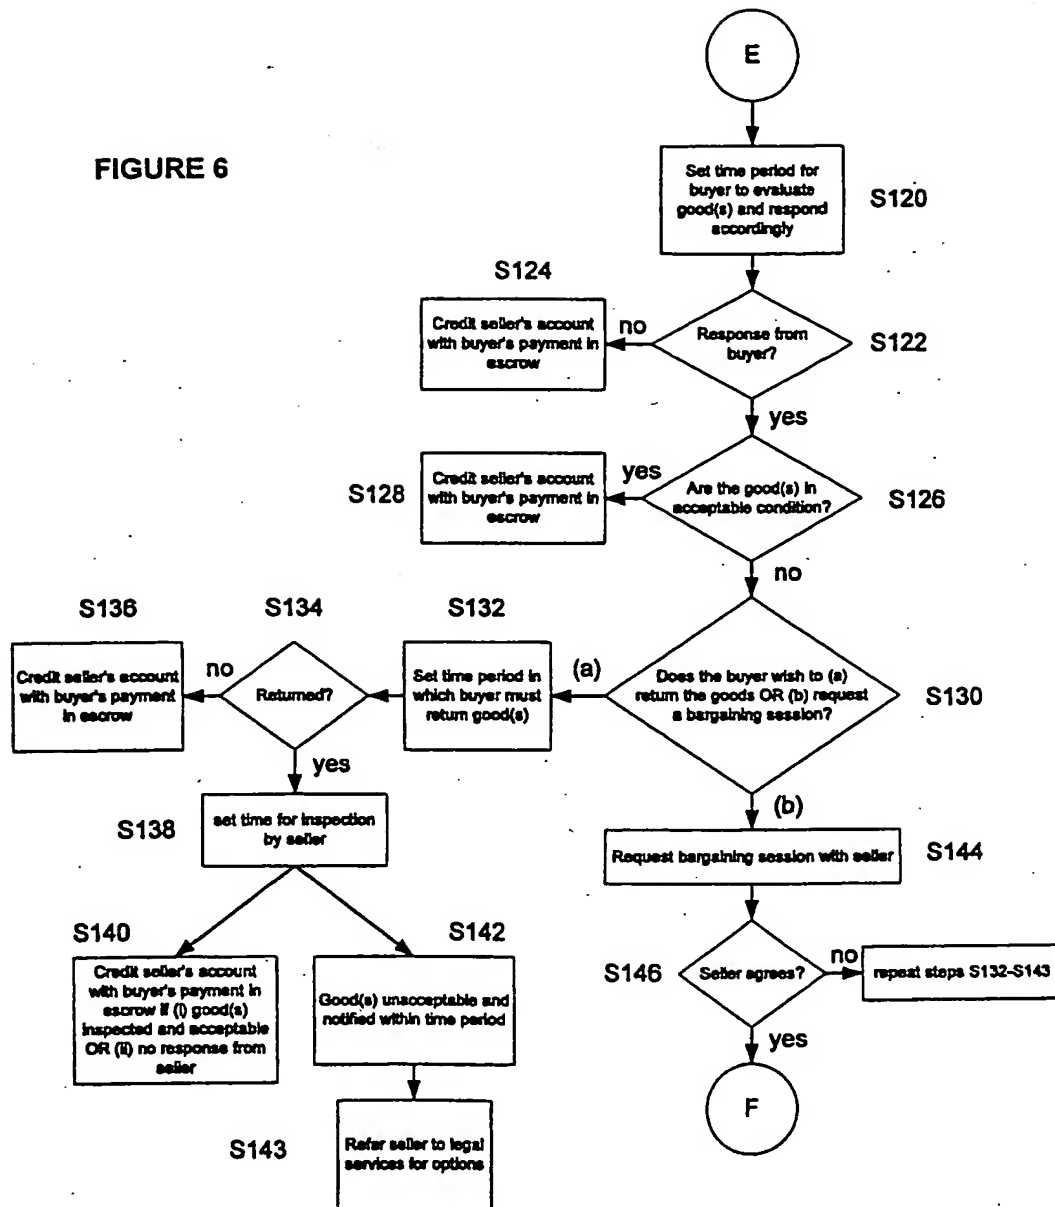 E
FIGURE 6
Set time period for
buyer to evaluate
good(s) and respond
accordingly
S120
S124
Credit seller's account
with buyer's payment in
escrow
no
Response from
buyer?
S122
yes
S128
Credit seller's account
with buyer's payment in
escrow
yes
Are the good(s) in
acceptable condition?
S126
no
S136
S134
S132
Credit seller's account
with buyer's payment
in escrow
no
Returned?
Set time period in
which buyer must
return good(s)
(a)
Does the buyer wish to (a)
return the goods OR (b) request
a bargaining session?
S130
yes
(b)
S138
set time for inspection
by seller
Request bargaining session with seller
S144
S140
S142
Credit seller's account
with buyer's payment in
escrow if (i) good(s)
inspected and acceptable
OR (ii) no response from
seller
Good(s) unacceptable and
notified within time period
S146
Seller agrees?
no
repeat steps S132-S143
yes
F
S143
Refer seller to legal
services for options